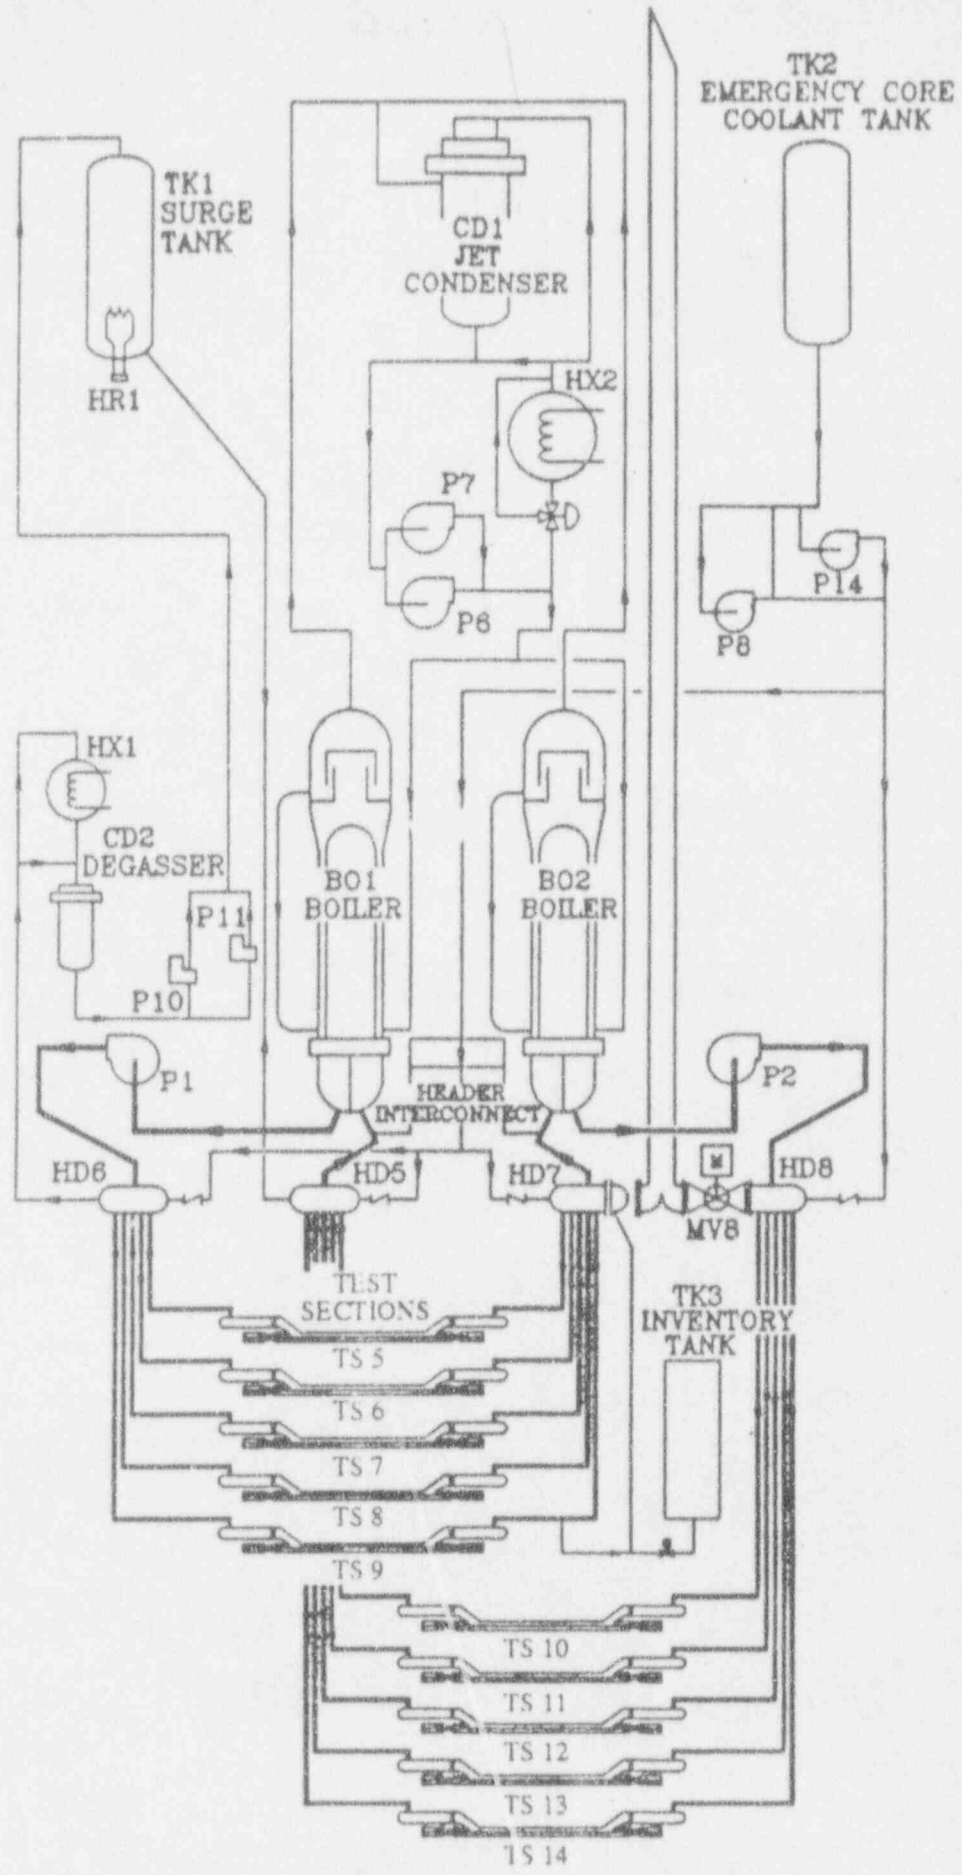 TK2
EMERGENCY CORE
COOLANT TANK
TK1
SURGE
TANK
CD1
JET
CONDENSER
HR1
HX2
P7
P6
P14
P8
HX1
CD2
DEGASSER
BO1
BOILER
BO2
BOILER
P11
P10
P1
P2
HEADER
INTERCONNECT
HD6
HD5
HD7
HD8
M
MV8
TEST
SECTIONS
TK3
INVENTORY
TANK
TS 5
TS 6
TS 7
TS 8
TS 9
TS 10
TS 11
TS 12
TS 13
TS 14